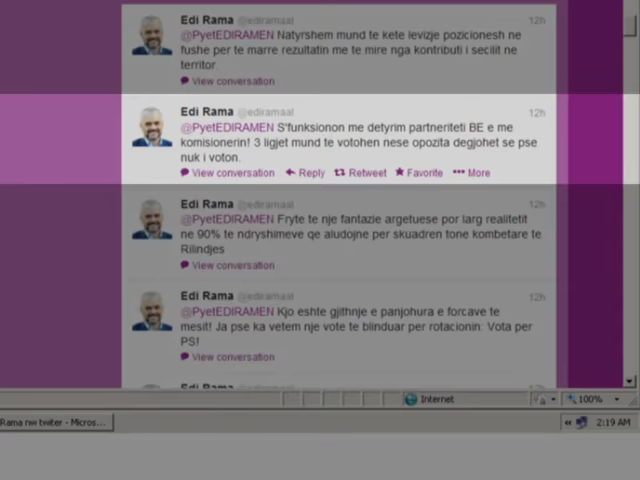 Edi Rama @ediramaal 12h
@PyetEDIRAMEN Natyrshem mund te kete levizje pozicionesh ne
fushe per te marre rezultatin me te mire nga kontributi i secilit ne
territor.
View conversation
Edi Rama @ediramaal 12h
@PyetEDIRAMEN S'funksionon me detyrim partneriteti BE e me
komisionerin! 3 ligjet mund te votohen nese opozita degjohet se pse
nuk i voton.
View conversation Reply Retweet Favorite More
Edi Rama @ediramaal 12h
@PyetEDIRAMEN Fryte te nje fantazie argetuese por larg realitetit
ne 90% te ndryshimeve qe aludojne per skuadren tone kombetare te
Rilindjes
View conversation
Edi Rama @ediramaal 12h
@PyetEDIRAMEN Kjo eshte gjithnje e panjohura e forcave te
mesit! Ja pse ka vetem nje vote te blinduar per rotacionin: Vota per
PS!
View conversation
Edi Rama @ediramaal 12h
Internet 100%
Rama nw twiter - Micros... 2:19 AM